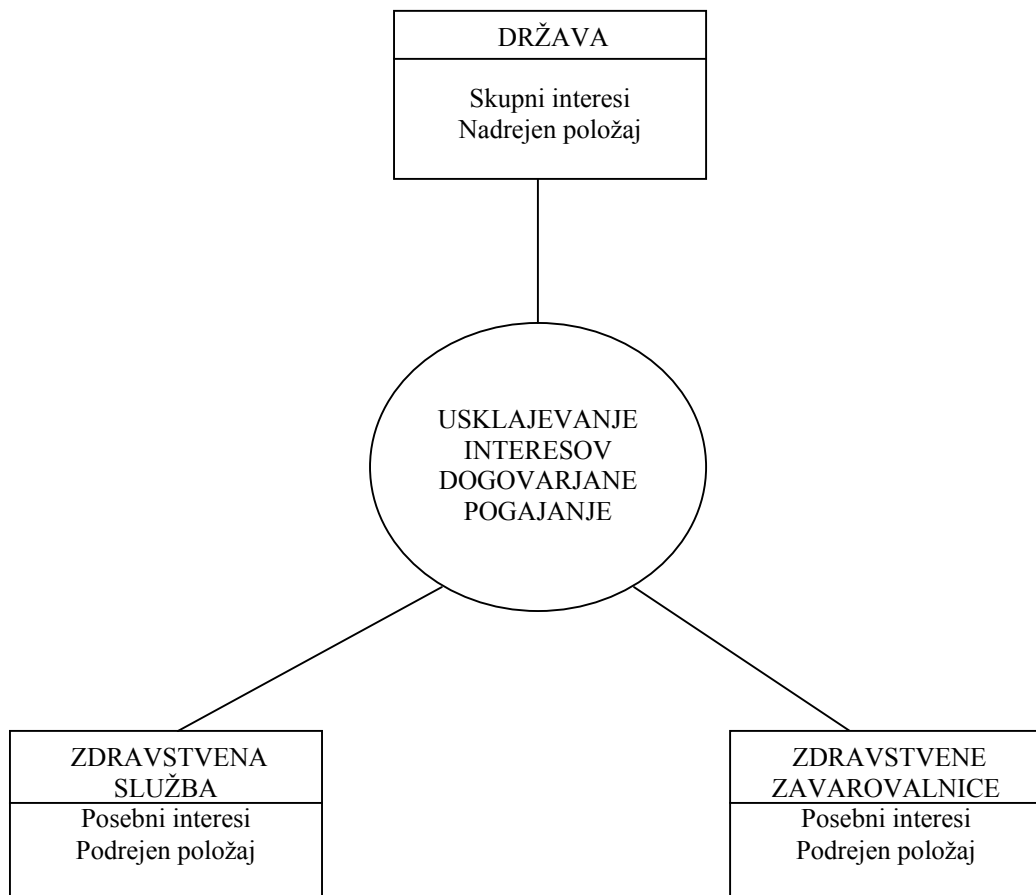 DRŽAVA
Skupni interesi
Nadrejen položaj
USKLAJEVANJE
INTERESOV
DOGOVARJANE
POGAJANJE
ZDRAVSTVENA
SLUŽBA
Posebni interesi
Podrejen položaj
ZDRAVSTVENE
ZAVAROVALNICE
Posebni interesi
Podrejen položaj